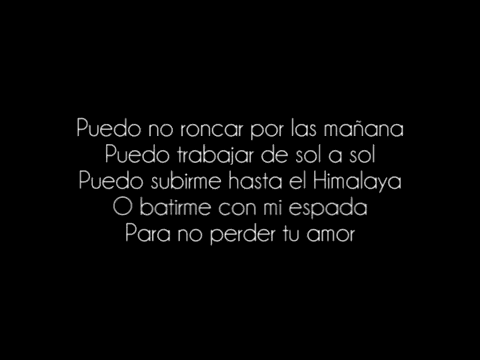 Puedo no roncar por las mañana
Puedo trabajar de sol a sol
Puedo subirme hasta el Himalaya
O batirme con mi espada
Para no perder tu amor